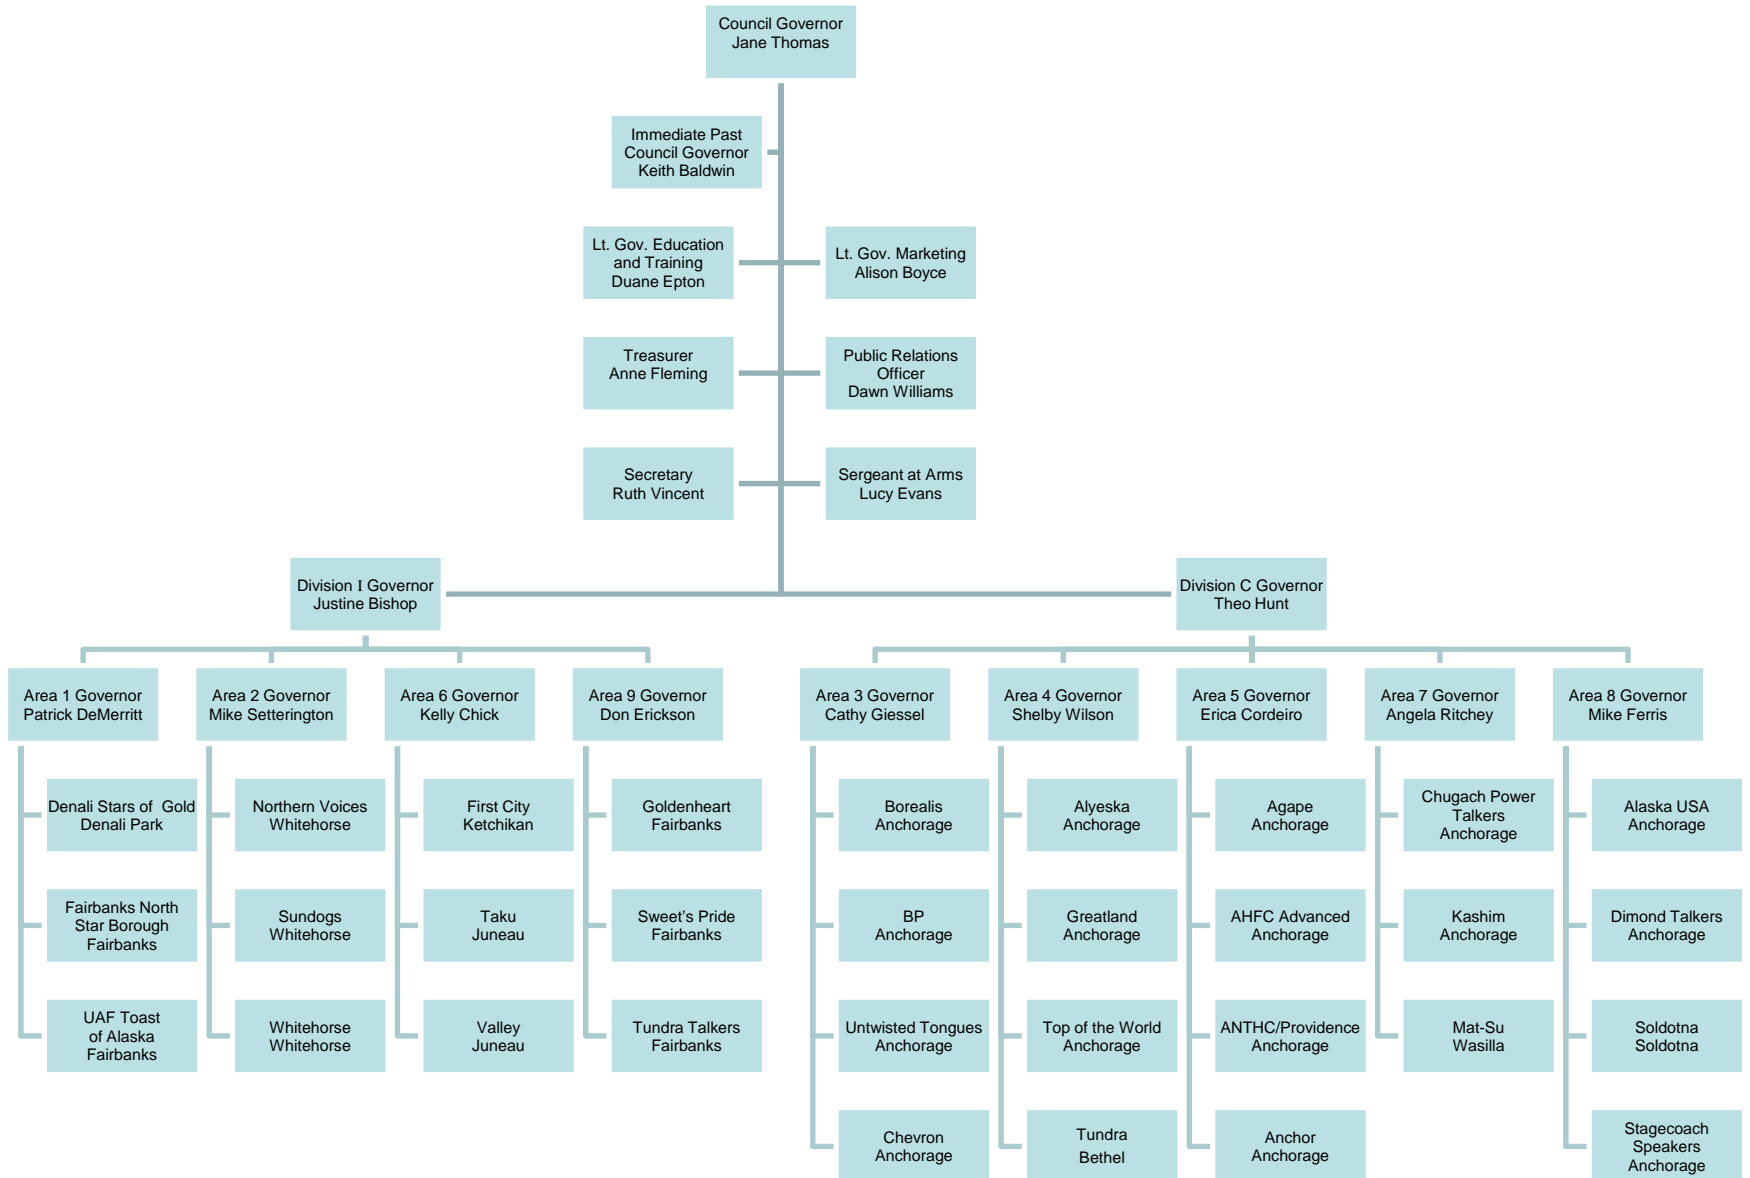 Council Governor
Jane Thomas
Immediate Past
Council Governor
Keith Baldwin
Lt. Gov. Education
and Training
Duane Epton
Lt. Gov. Marketing
Alison Boyce
Treasurer
Anne Fleming
Public Relations
Officer
Dawn Williams
Secretary
Ruth Vincent
Sergeant at Arms
Lucy Evans
Division I Governor
Justine Bishop
Division C Governor
Theo Hunt
Area 1 Governor
Patrick DeMerritt
Area 2 Governor
Mike Setterington
Area 6 Governor
Kelly Chick
Area 9 Governor
Don Erickson
Area 3 Governor
Cathy Giessel
Area 4 Governor
Shelby Wilson
Area 5 Governor
Erica Cordeiro
Area 7 Governor
Angela Ritchey
Area 8 Governor
Mike Ferris
Denali Stars of  Gold
Denali Park
Northern Voices
Whitehorse
First City
Ketchikan
Goldenheart
Fairbanks
Borealis
Anchorage
Alyeska
Anchorage
Agape
Anchorage
Chugach Power
Talkers
Anchorage
Alaska USA
Anchorage
Fairbanks North
Star Borough
Fairbanks
Sundogs
Whitehorse
Taku
Juneau
Sweet's Pride
Fairbanks
BP
Anchorage
Greatland
Anchorage
AHFC Advanced
Anchorage
Kashim
Anchorage
Dimond Talkers
Anchorage
UAF Toast
of Alaska
Fairbanks
Whitehorse
Whitehorse
Valley
Juneau
Tundra Talkers
Fairbanks
Untwisted Tongues
Anchorage
Top of the World
Anchorage
ANTHC/Providence
Anchorage
Mat-Su
Wasilla
Soldotna
Soldotna
Chevron
Anchorage
Tundra
Bethel
Anchor
Anchorage
Stagecoach
Speakers
Anchorage